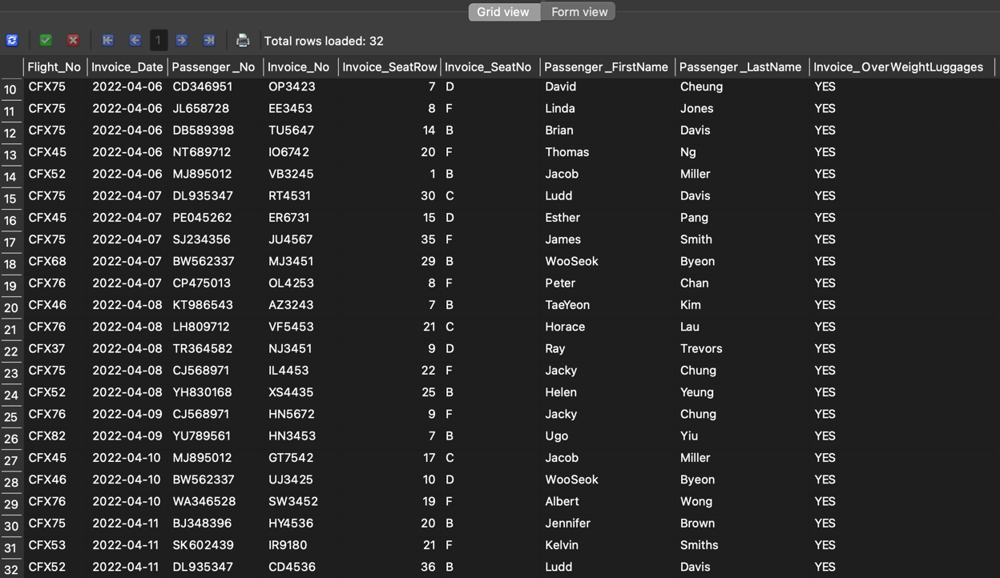 Grid view Form view
1 Total rows loaded: 32
Flight_No Invoice_Date Passenger_No Invoice_No Invoice_SeatRow Invoice_SeatNo Passenger_FirstName Passenger_LastName Invoice_OverWeightLuggages
10 CFX75 2022-04-06 CD346951 OP3423 7 D David Cheung YES
11 CFX75 2022-04-06 JL658728 EE3453 8 F Linda Jones YES
12 CFX75 2022-04-06 DB589398 TU5647 14 B Brian Davis YES
13 CFX45 2022-04-06 NT689712 IO6742 20 F Thomas Ng YES
14 CFX52 2022-04-06 MJ895012 VB3245 1 B Jacob Miller YES
15 CFX75 2022-04-07 DL935347 RT4531 30 C Ludd Davis YES
16 CFX45 2022-04-07 PE045262 ER6731 15 D Esther Pang YES
17 CFX75 2022-04-07 SJ234356 JU4567 35 F James Smith YES
18 CFX68 2022-04-07 BW562337 MJ3451 29 B WooSeok Byeon YES
19 CFX76 2022-04-07 CP475013 OL4253 8 F Peter Chan YES
20 CFX46 2022-04-08 KT986543 AZ3243 7 B TaeYeon Kim YES
21 CFX76 2022-04-08 LH809712 VF5453 21 C Horace Lau YES
22 CFX37 2022-04-08 TR364582 NJ3451 9 D Ray Trevors YES
23 CFX75 2022-04-08 CJ568971 IL4453 22 F Jacky Chung YES
24 CFX52 2022-04-08 YH830168 XS4435 25 B Helen Yeung YES
25 CFX76 2022-04-09 CJ568971 HN5672 9 F Jacky Chung YES
26 CFX82 2022-04-09 YU789561 HN3453 7 B Ugo Yiu YES
27 CFX45 2022-04-10 MJ895012 GT7542 17 C Jacob Miller YES
28 CFX46 2022-04-10 BW562337 UJ3425 10 D WooSeok Byeon YES
29 CFX76 2022-04-10 WA346528 SW3452 19 F Albert Wong YES
30 CFX75 2022-04-11 BJ348396 HY4536 20 B Jennifer Brown YES
31 CFX53 2022-04-11 SK602439 IR9180 21 F Kelvin Smiths YES
32 CFX52 2022-04-11 DL935347 CD4536 36 B Ludd Davis YES